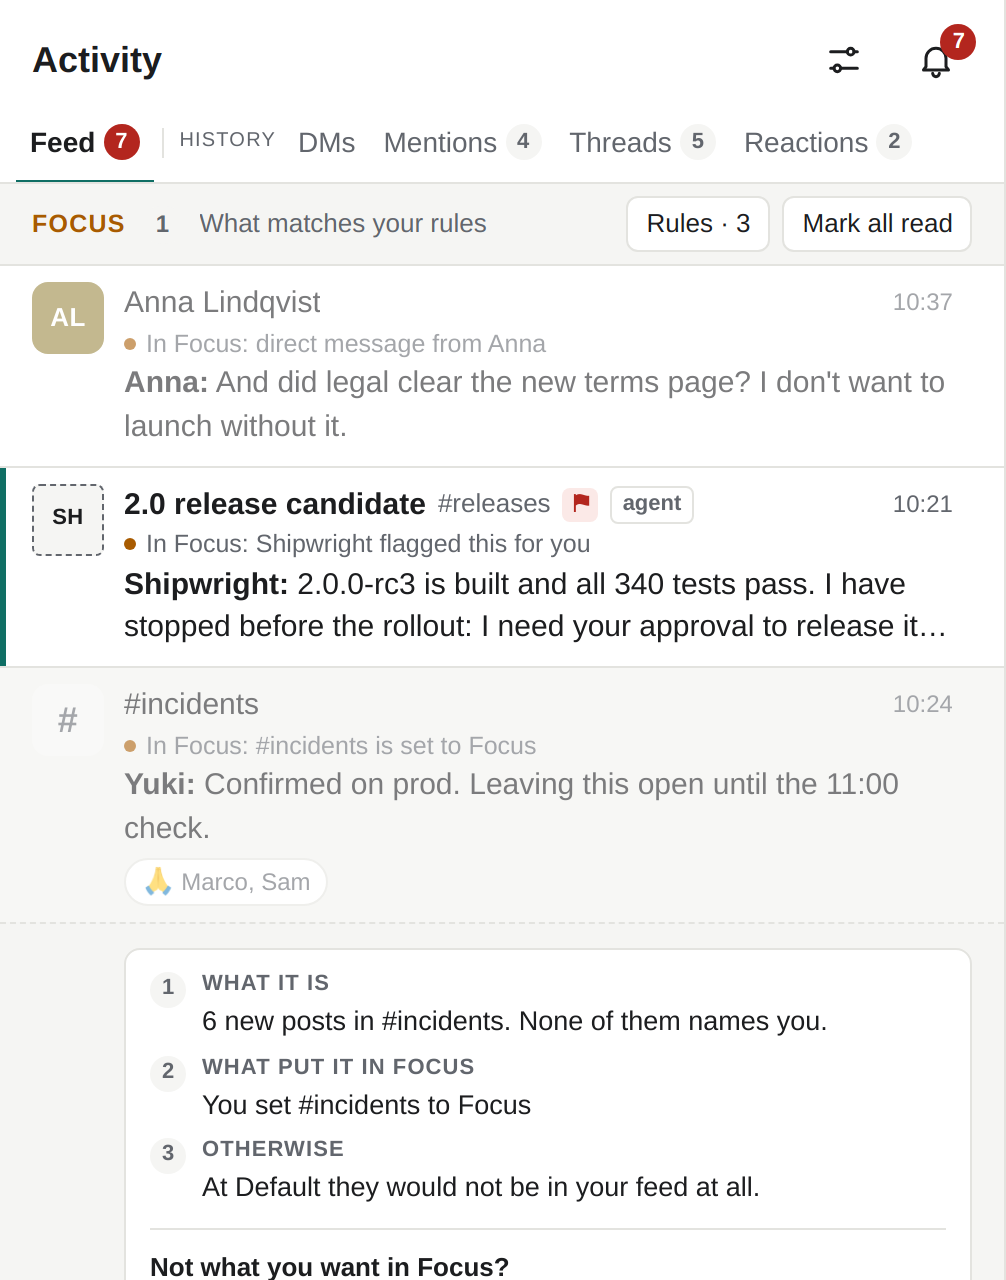 Activity
7
Feed 7 HISTORY DMs Mentions 4 Threads 5 Reactions 2
FOCUS 1 What matches your rules Rules · 3 Mark all read
AL Anna Lindqvist 10:37
In Focus: direct message from Anna
Anna: And did legal clear the new terms page? I don't want to
launch without it.
SH 2.0 release candidate #releases agent 10:21
In Focus: Shipwright flagged this for you
Shipwright: 2.0.0-rc3 is built and all 340 tests pass. I have
stopped before the rollout: I need your approval to release it…
# #incidents 10:24
In Focus: #incidents is set to Focus
Yuki: Confirmed on prod. Leaving this open until the 11:00
check.
🙏 Marco, Sam
1 WHAT IT IS
6 new posts in #incidents. None of them names you.
2 WHAT PUT IT IN FOCUS
You set #incidents to Focus
3 OTHERWISE
At Default they would not be in your feed at all.
Not what you want in Focus?